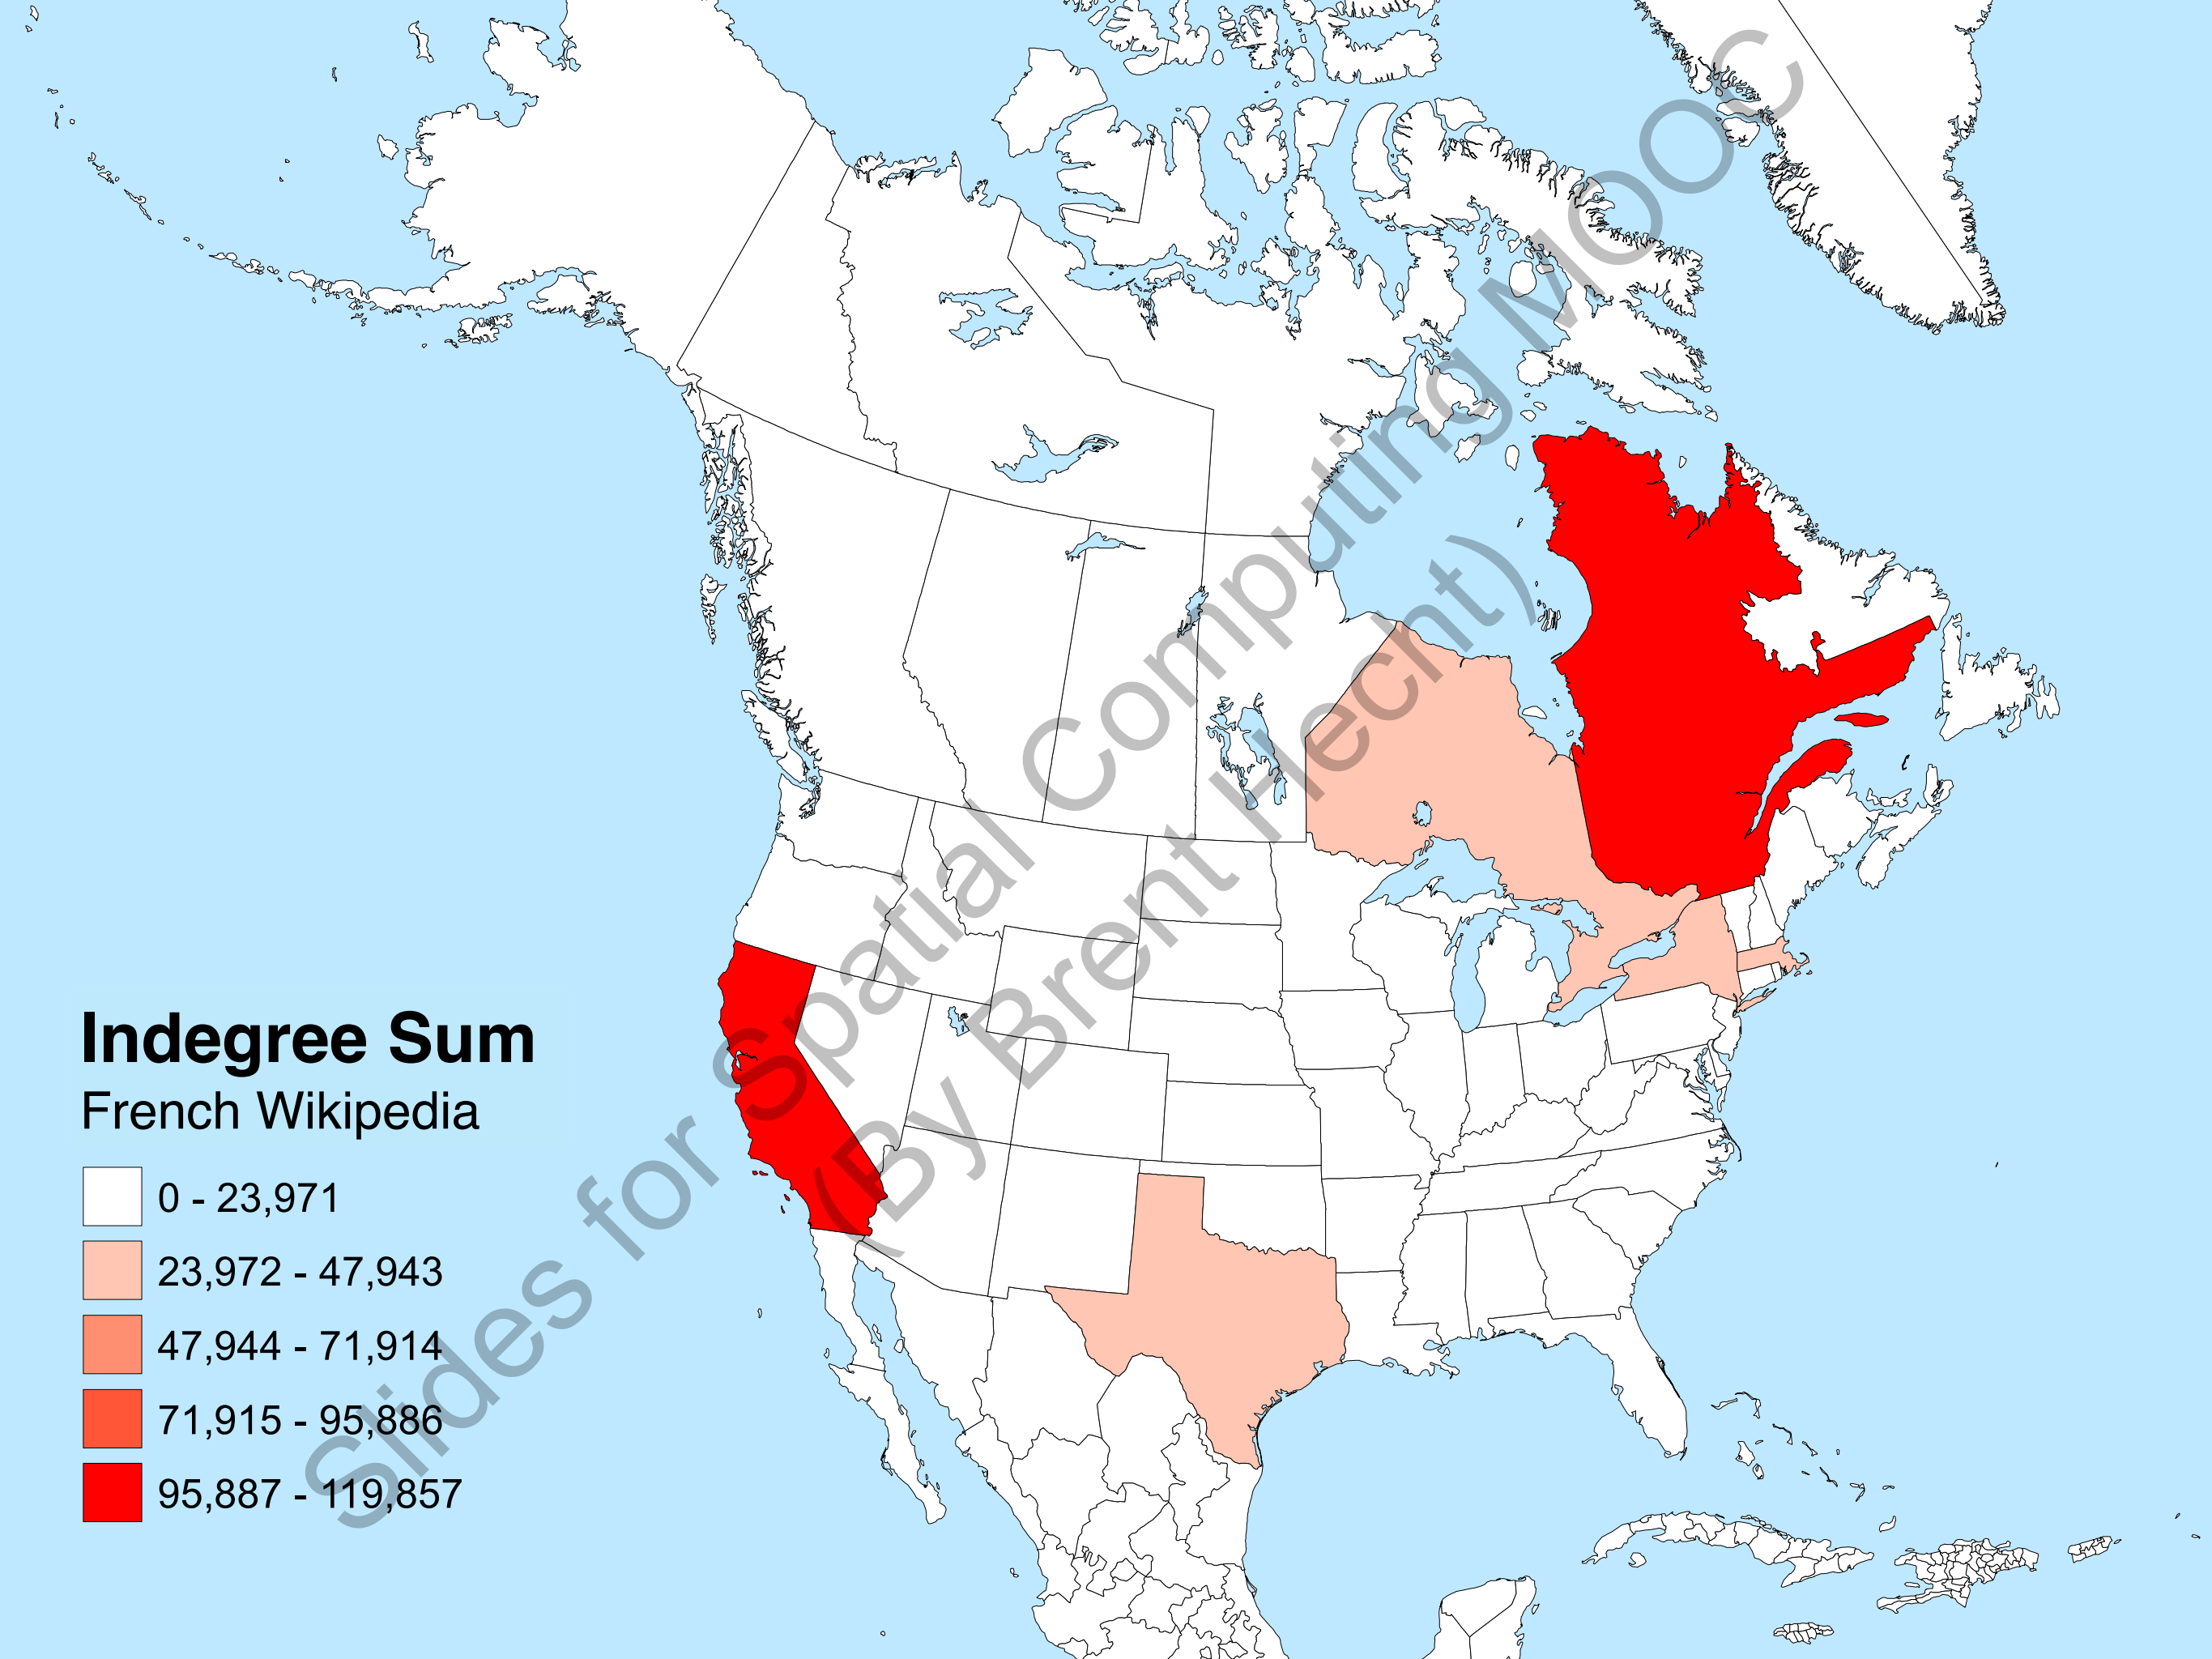 Slides for Spatial Computing MOOC
(By Brent Hecht)
Indegree Sum
French Wikipedia
0 - 23,971
23,972 - 47,943
47,944 - 71,914
71,915 - 95,886
95,887 - 119,857